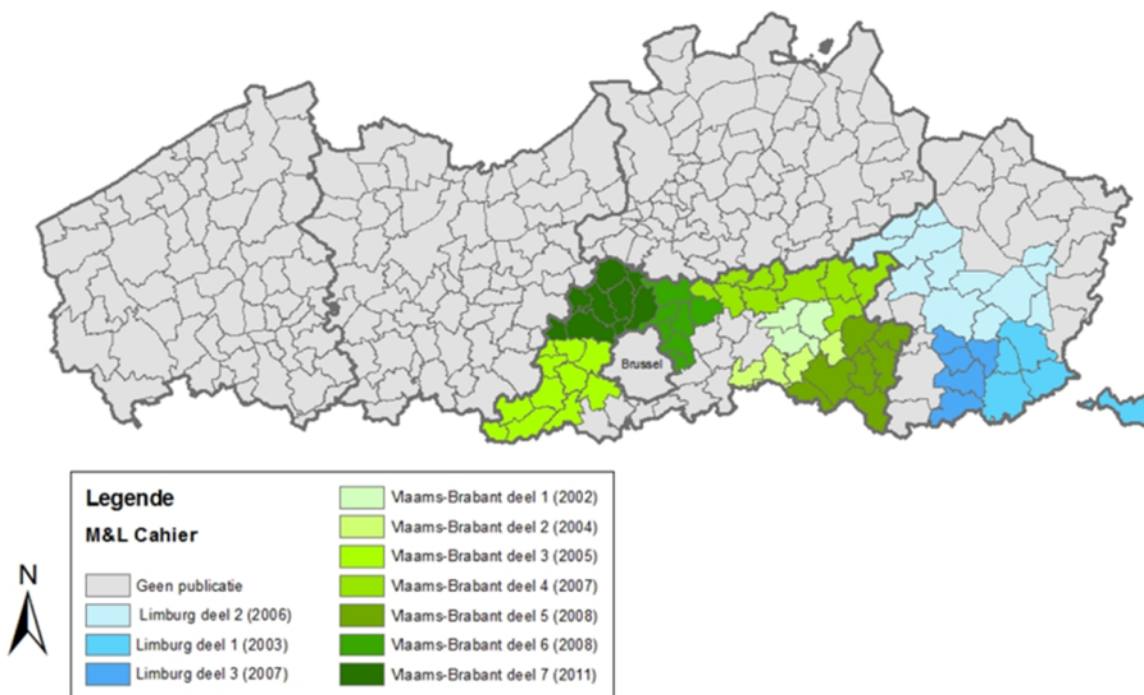 Brussel
Legende
M&L Cahier
Geen publicatie
Limburg deel 2 (2006)
Limburg deel 1 (2003)
Limburg deel 3 (2007)
Vlaams-Brabant deel 1 (2002)
Vlaams-Brabant deel 2 (2004)
Vlaams-Brabant deel 3 (2005)
Vlaams-Brabant deel 4 (2007)
Vlaams-Brabant deel 5 (2008)
Vlaams-Brabant deel 6 (2008)
Vlaams-Brabant deel 7 (2011)
N